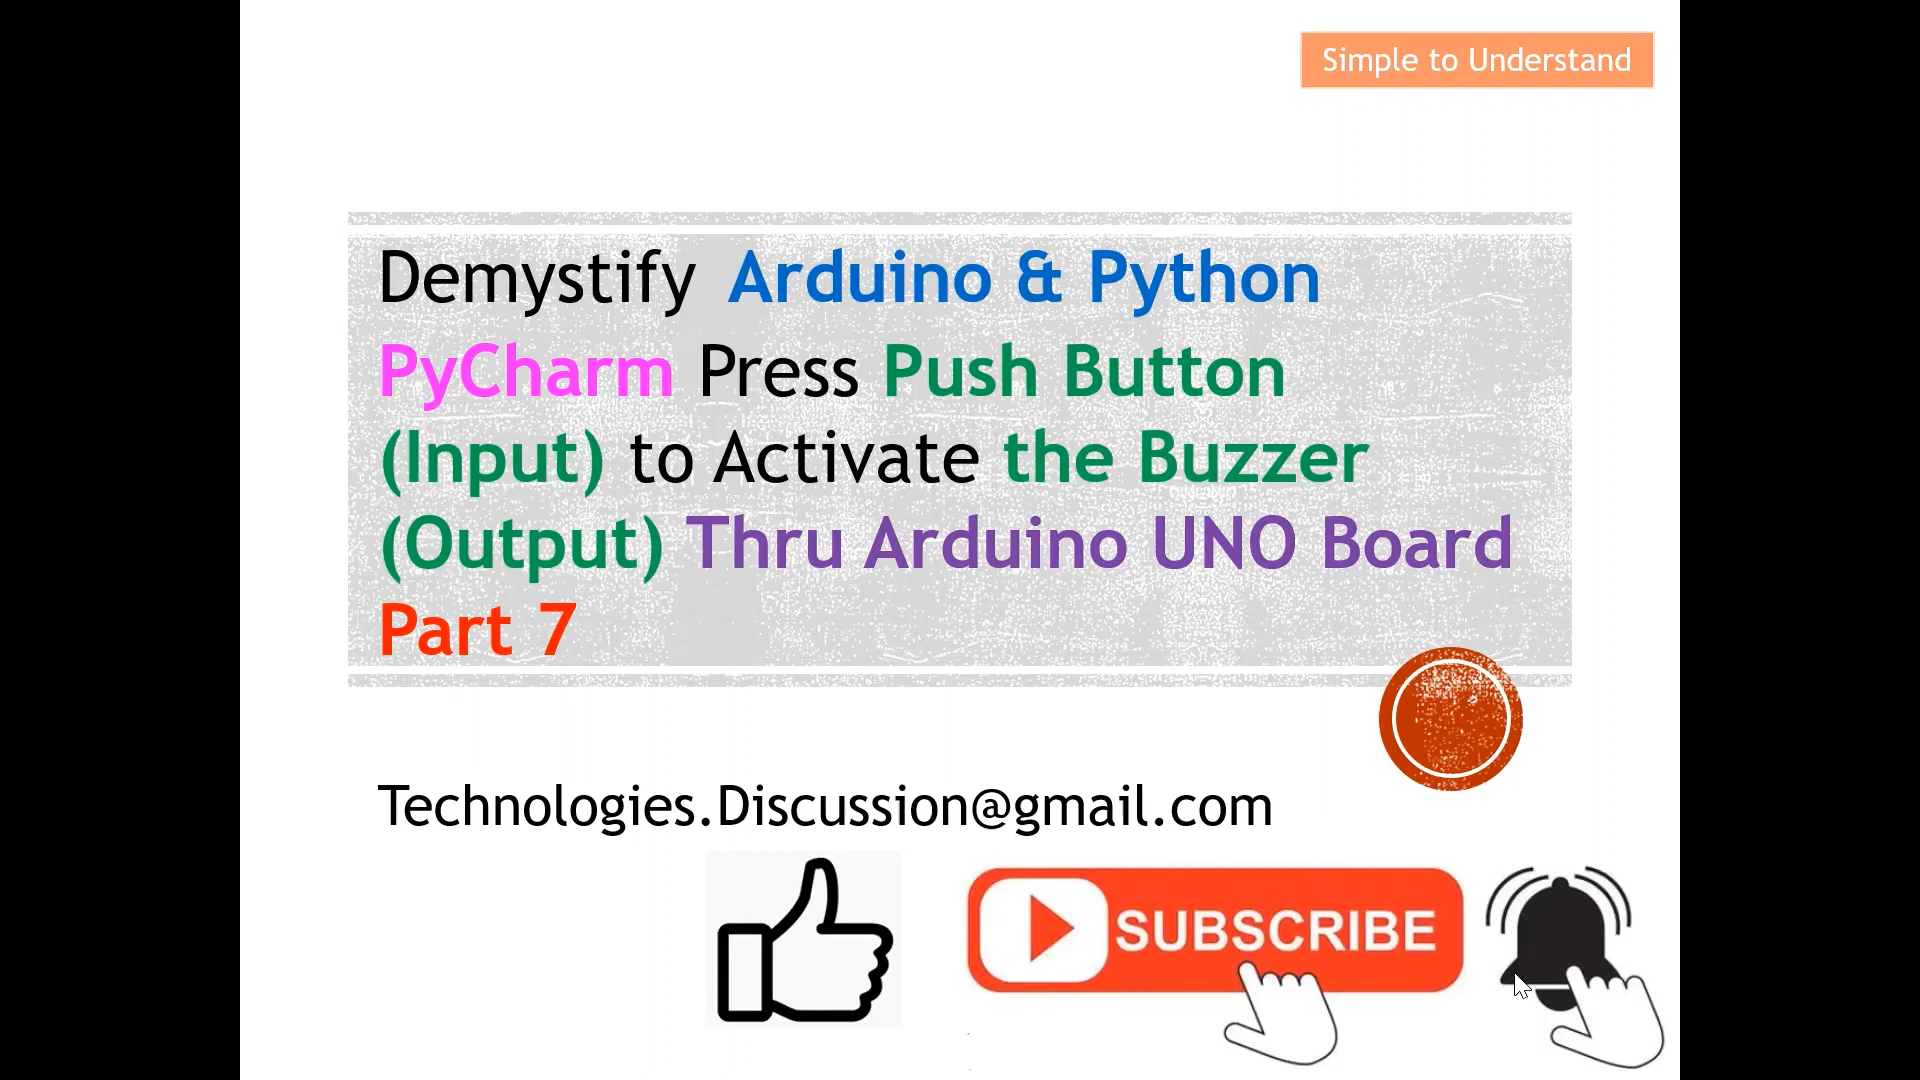 Simple to Understand
Demystify Arduino & Python
PyCharm Press Push Button
(Input) to Activate the Buzzer
(Output) Thru Arduino UNO Board
Part 7
Technologies.Discussion@gmail.com
SUBSCRIBE